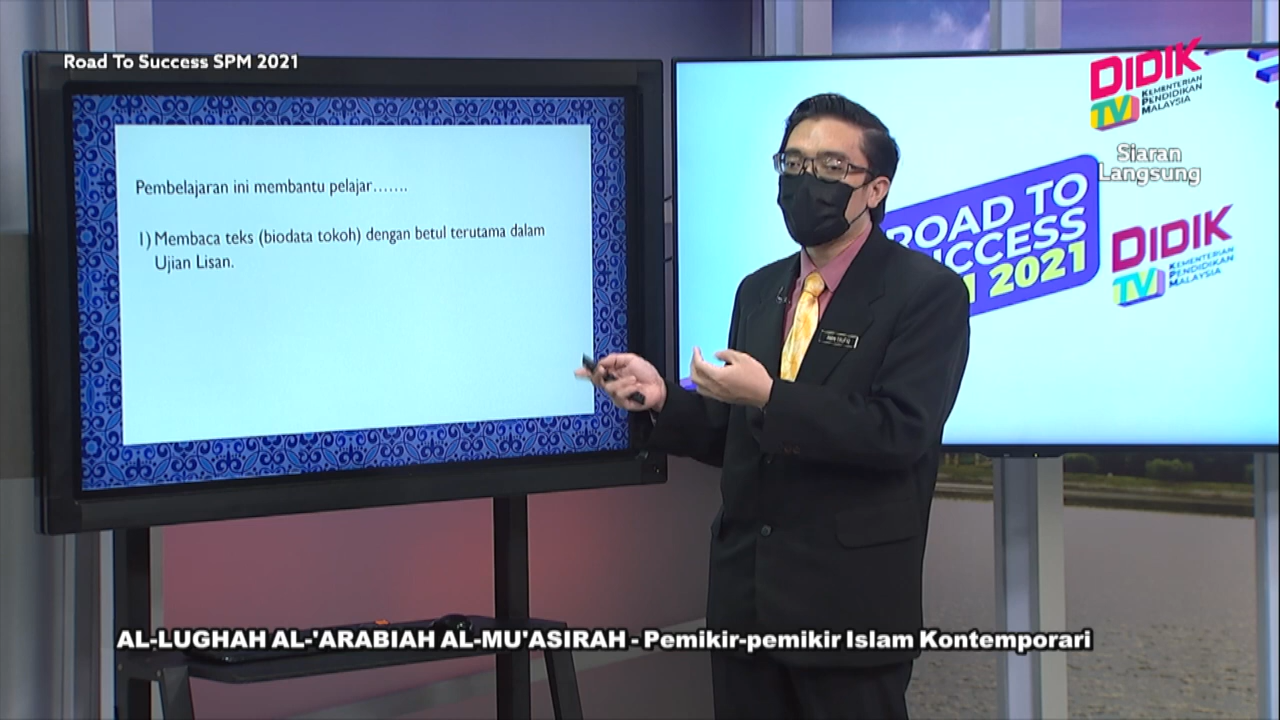 Road To Success SPM 2021
Pembelajaran ini membantu pelajar.......
1) Membaca teks (biodata tokoh) dengan betul terutama dalam
Ujian Lisan.
DIDIK
TV
KEMENTERIAN
PENDIDIKAN
MALAYSIA
Siaran
Langsung
ROAD TO
2021
DIDIK
TV
KEMENTERIAN
PENDIDIKAN
MALAYSIA
AL-LUGHAH AL-'ARABIAH AL-MU'ASIRAH - Pemikir-pemikir Islam Kontemporari